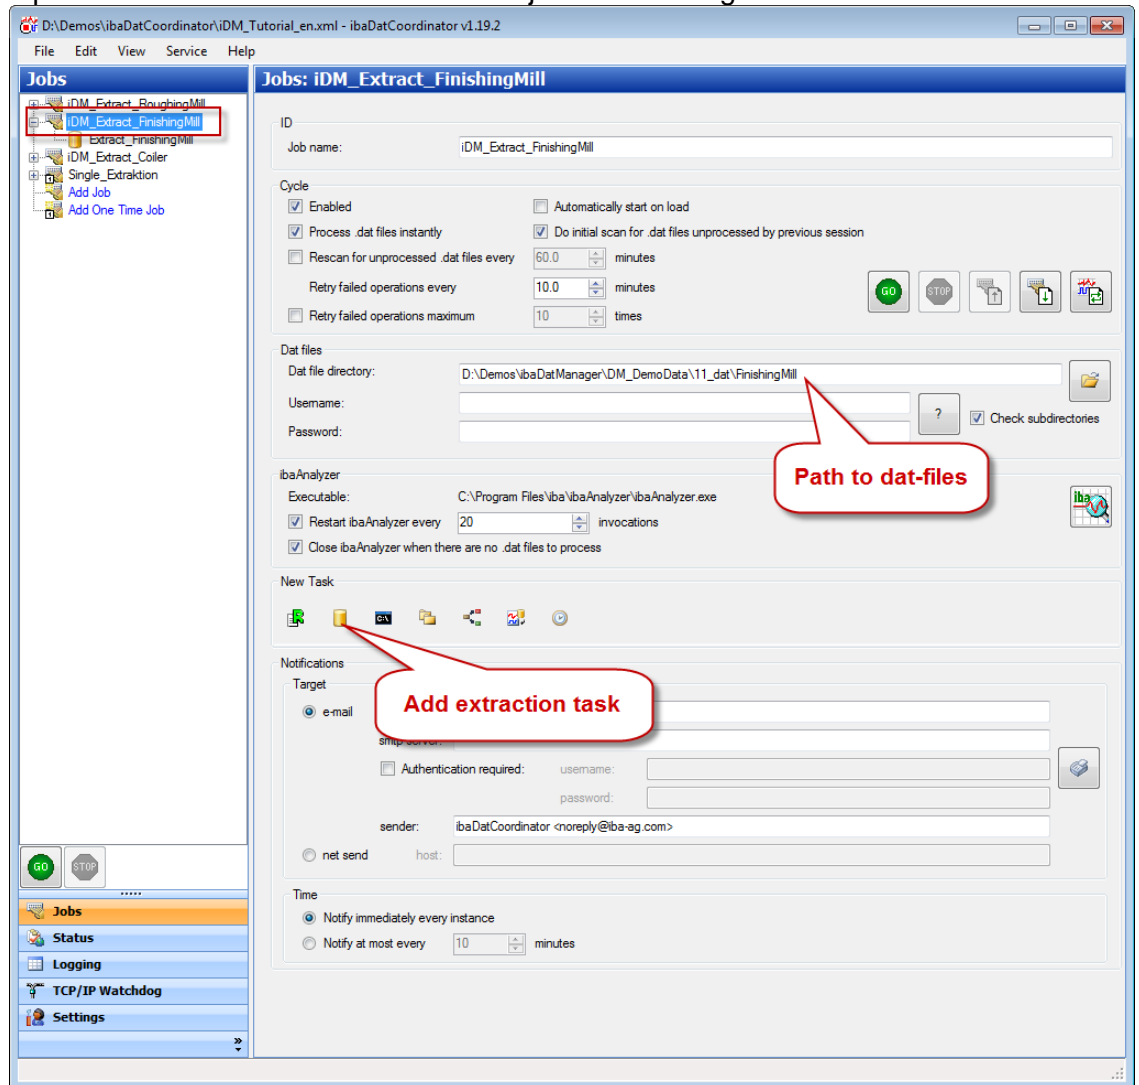 D:\Demos\ibaDatCoordinator\iDM_Tutorial_en.xml - ibaDatCoordinator v1.19.2
File Edit View Service Help
Jobs
iDM_Extract_RoughingMill
iDM_Extract_FinishingMill
Extract_FinishingMill
iDM_Extract_Coiler
Single_Extraktion
Add Job
Add One Time Job
GO STOP
Jobs
Status
Logging
TCP/IP Watchdog
Settings
Jobs: iDM_Extract_FinishingMill
ID
Job name: iDM_Extract_FinishingMill
Cycle
Enabled Automatically start on load
Process .dat files instantly Do initial scan for .dat files unprocessed by previous session
Rescan for unprocessed .dat files every 60.0 minutes
Retry failed operations every 10.0 minutes
GO STOP
Retry failed operations maximum 10 times
Dat files
Dat file directory: D:\Demos\ibaDatManager\DM_DemoData\11_dat\FinishingMill
Username:
? Check subdirectories
Password:
Path to dat-files
ibaAnalyzer
Executable: C:\Program Files\iba\ibaAnalyzer\ibaAnalyzer.exe
iba
Restart ibaAnalyzer every 20 invocations
Close ibaAnalyzer when there are no .dat files to process
New Task
C:\
Notifications
Target
Add extraction task
e-mail
smtp server:
Authentication required: username:
password:
sender: ibaDatCoordinator <noreply@iba-ag.com>
net send host:
Time
Notify immediately every instance
Notify at most every 10 minutes